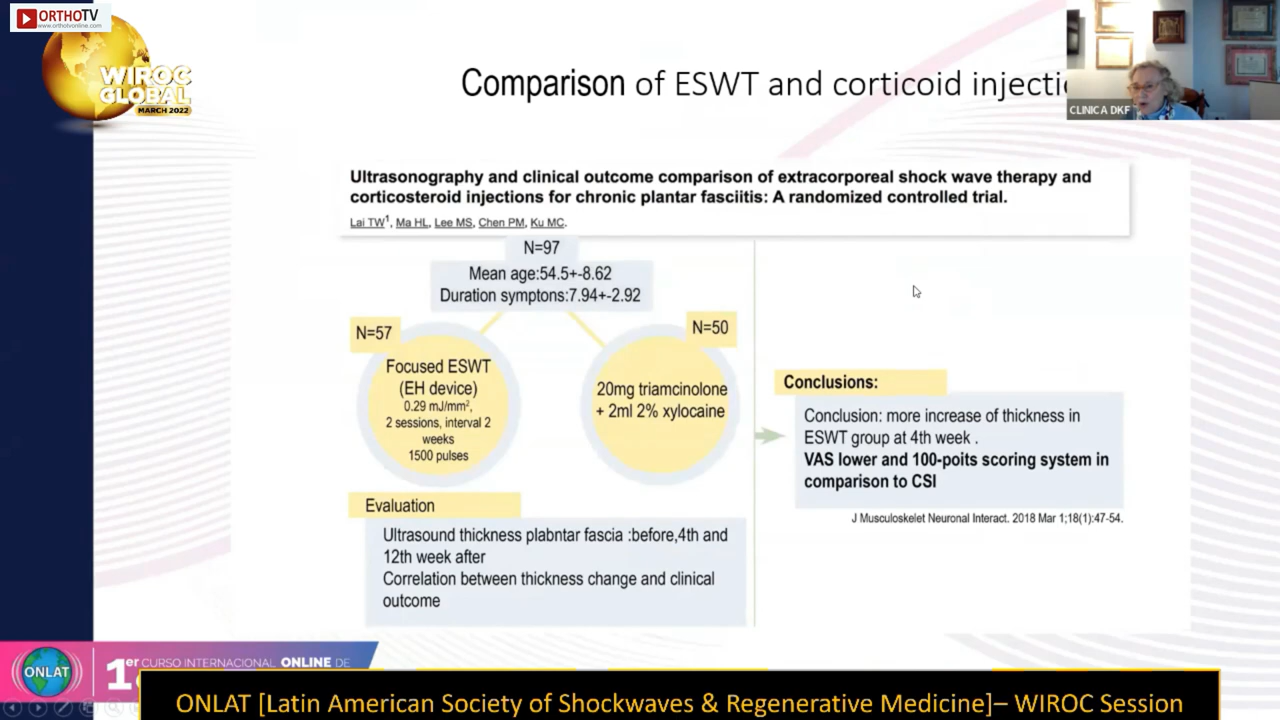 ORTHOTV
www.orthotvonline.com
WIROC
GLOBAL
MARCH 2022
Comparison of ESWT and corticoid injecti
CLINICA DKF
Ultrasonography and clinical outcome comparison of extracorporeal shock wave therapy and
corticosteroid injections for chronic plantar fasciitis: A randomized controlled trial.
Lai TW1, Ma HL, Lee MS, Chen PM, Ku MC.
N=97
Mean age:54.5+-8.62
Duration symptons:7.94+-2.92
N=57
Focused ESWT
(EH device)
0.29 mJ/mm²,
2 sessions, interval 2
weeks
1500 pulses
N=50
20mg triamcinolone
+ 2ml 2% xylocaine
Evaluation
Ultrasound thickness plabntar fascia :before,4th and
12th week after
Correlation between thickness change and clinical
outcome
Conclusions:
Conclusion: more increase of thickness in
ESWT group at 4th week .
VAS lower and 100-poits scoring system in
comparison to CSI
J Musculoskelet Neuronal Interact. 2018 Mar 1;18(1):47-54.
ONLAT
1er CURSO INTERNACIONAL ONLINE DE
ONLAT [Latin American Society of Shockwaves & Regenerative Medicine]– WIROC Session